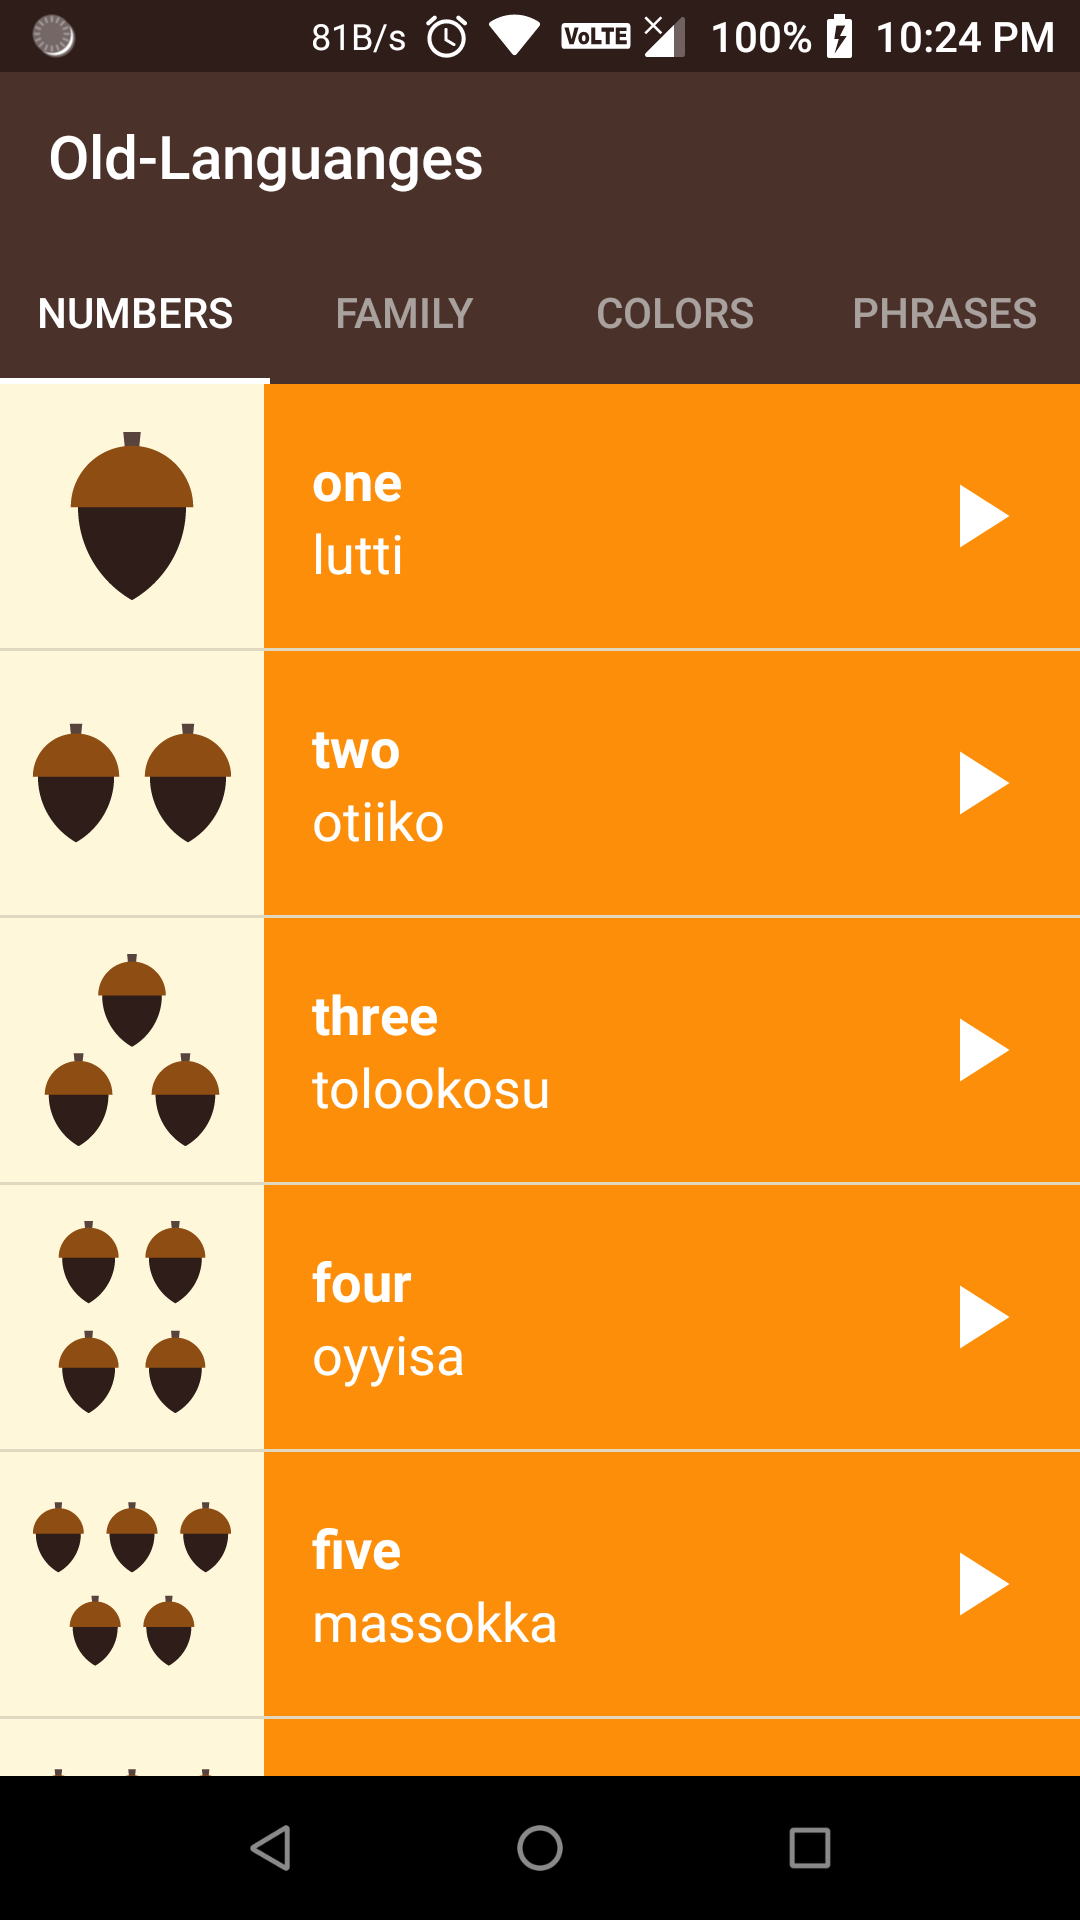 81B/s VoLTE 100% 10:24 PM
Old-Languanges
NUMBERS FAMILY COLORS PHRASES
one
lutti
two
otiiko
three
tolookosu
four
oyyisa
five
massokka